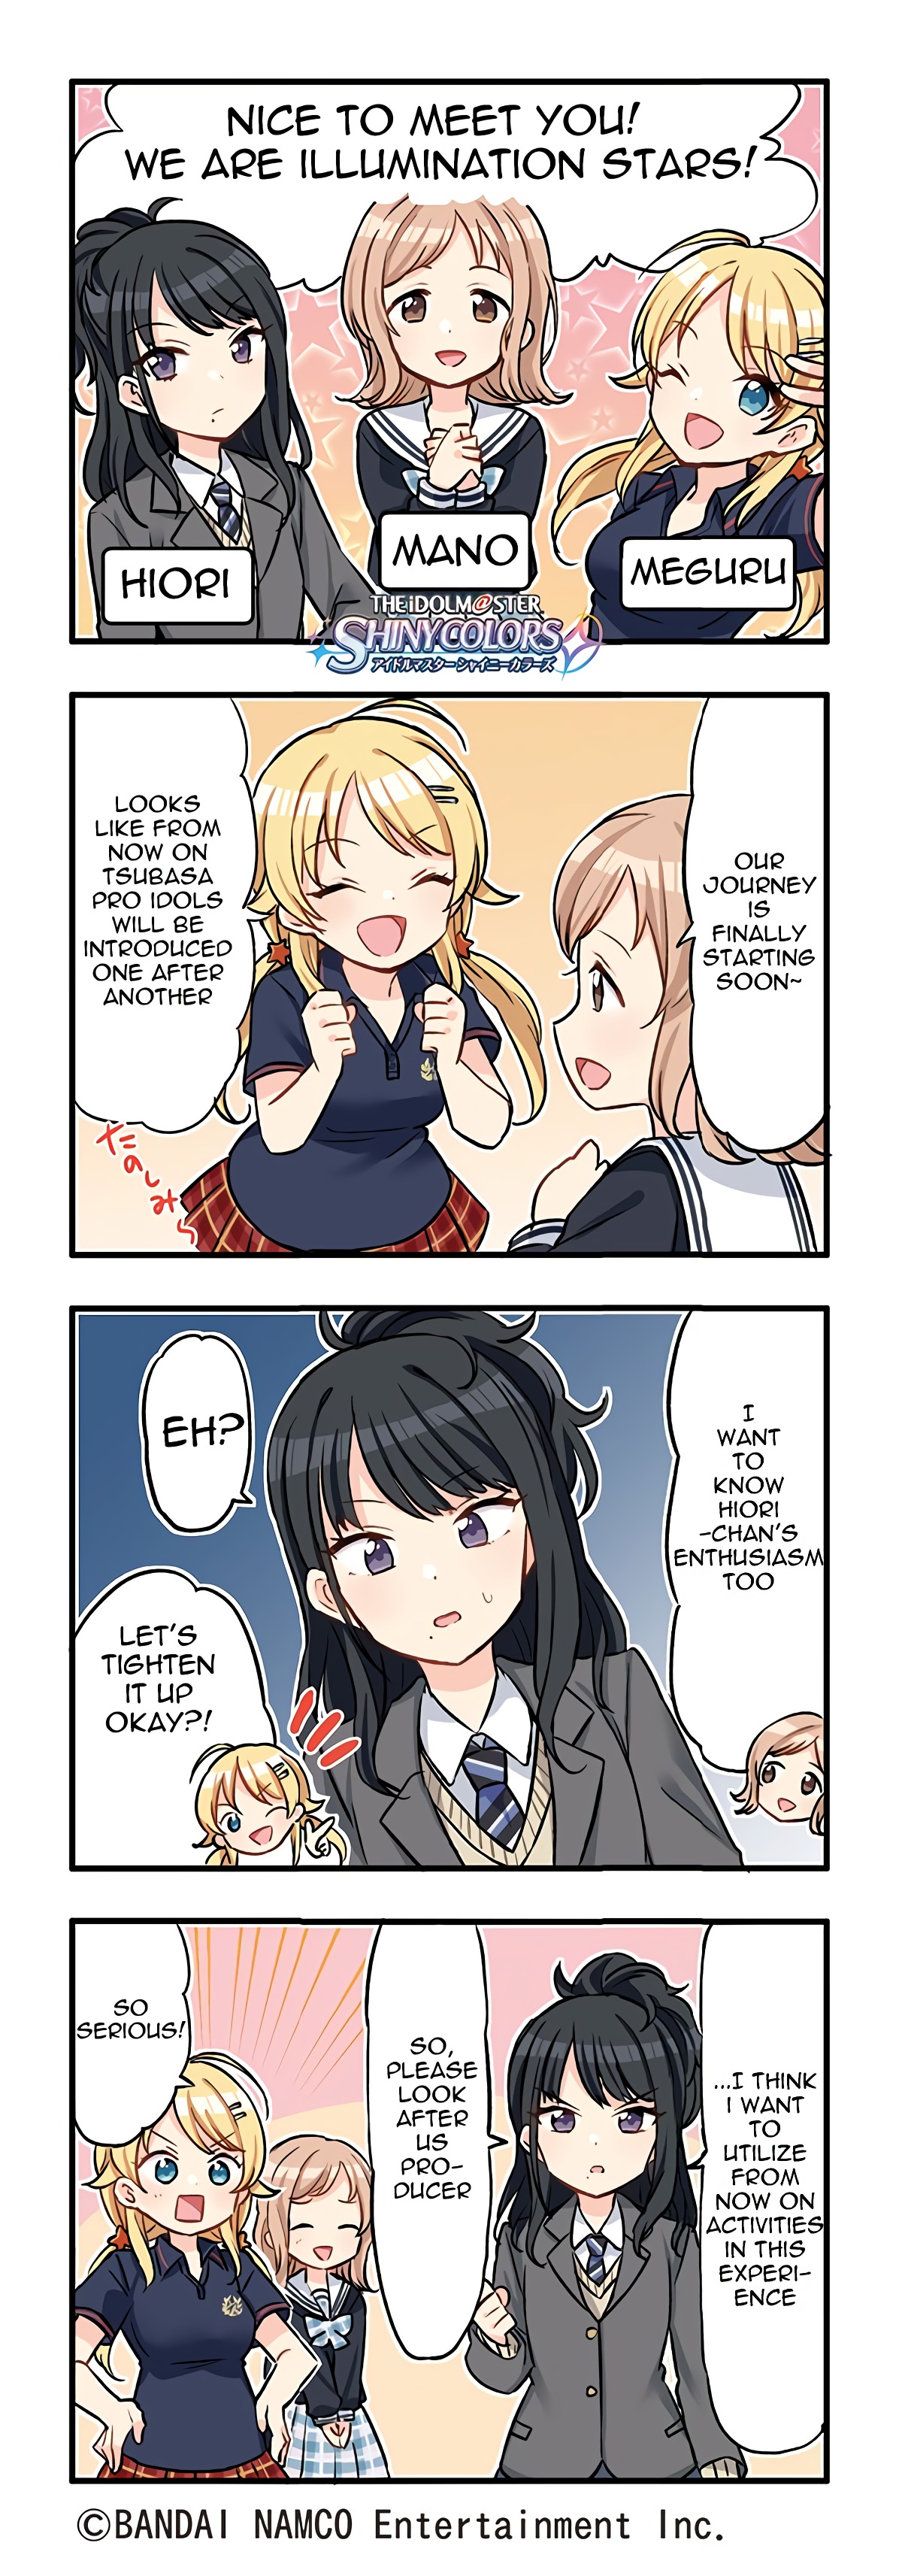 NICE TO MEET YOU!
WE ARE ILLUMINATION STARS!
HIORI
MANO
MEGURU
THE iDOLM@STER
SHINYCOLORS
アイドルマスター シャイニーカラーズ
OUR
JOURNEY
IS
FINALLY
STARTING
SOON~
LOOKS
LIKE FROM
NOW ON
TSUBASA
PRO IDOLS
WILL BE
INTRODUCED
ONE AFTER
ANOTHER
たのしみ〜
I
WANT
TO
KNOW
HIORI
-CHAN'S
ENTHUSIASM
TOO
EH?
LET'S
TIGHTEN
IT UP
OKAY?!
...I THINK
I WANT
TO
UTILIZE
FROM
NOW ON
ACTIVITIES
IN THIS
EXPERI-
ENCE
SO,
PLEASE
LOOK
AFTER
US
PRO-
DUCER
SO
SERIOUS!
©BANDAI NAMCO Entertainment Inc.